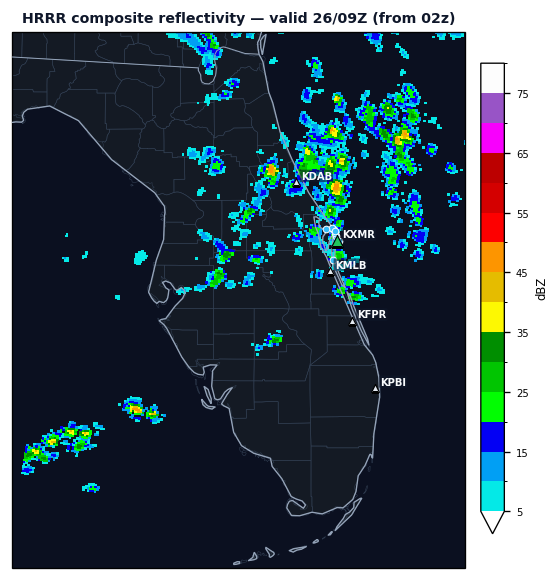 HRRR composite reflectivity — valid 26/09Z (from 02z)
75
65
55
45
35
25
15
5
dBZ
KDAB
KXMR
KMLB
KFPR
KPBI